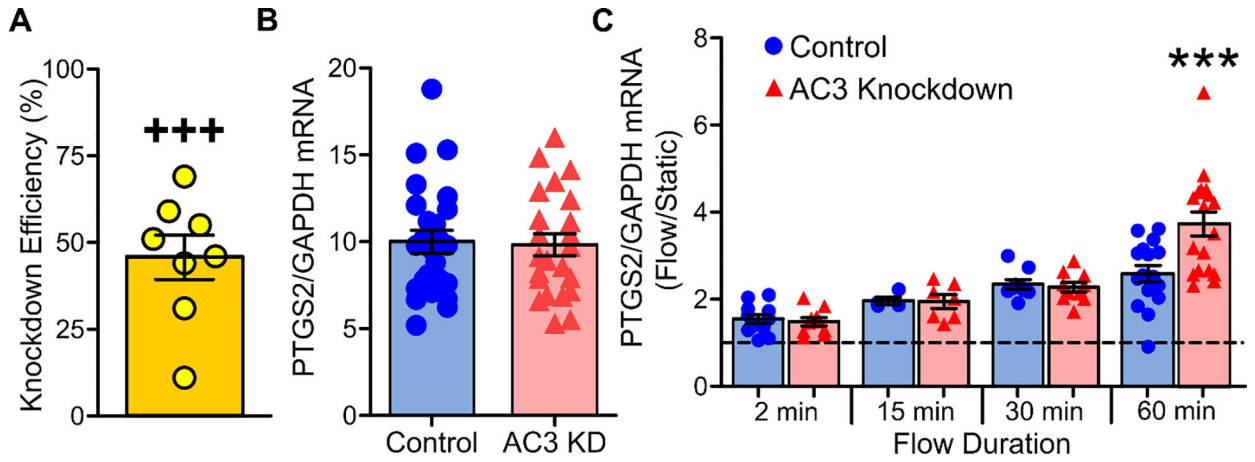 A
Knockdown Efficiency (%)
100
75
50
25
0
+++
B
PTGS2/GAPDH mRNA
20
15
10
5
0
Control
AC3 KD
C
PTGS2/GAPDH mRNA
(Flow/Static)
8
6
4
2
0
Control
AC3 Knockdown
***
2 min
15 min
30 min
60 min
Flow Duration